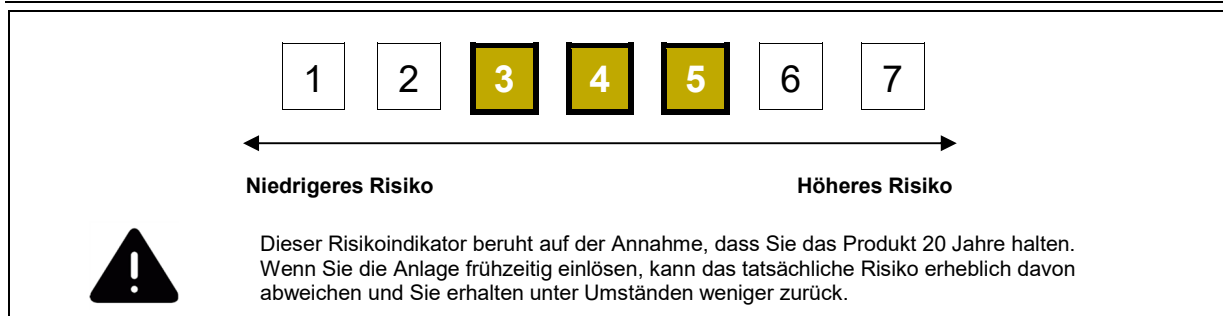 1 2 3 4 5 6 7
Niedrigeres Risiko Höheres Risiko
Dieser Risikoindikator beruht auf der Annahme, dass Sie das Produkt 20 Jahre halten.
Wenn Sie die Anlage frühzeitig einlösen, kann das tatsächliche Risiko erheblich davon
abweichen und Sie erhalten unter Umständen weniger zurück.